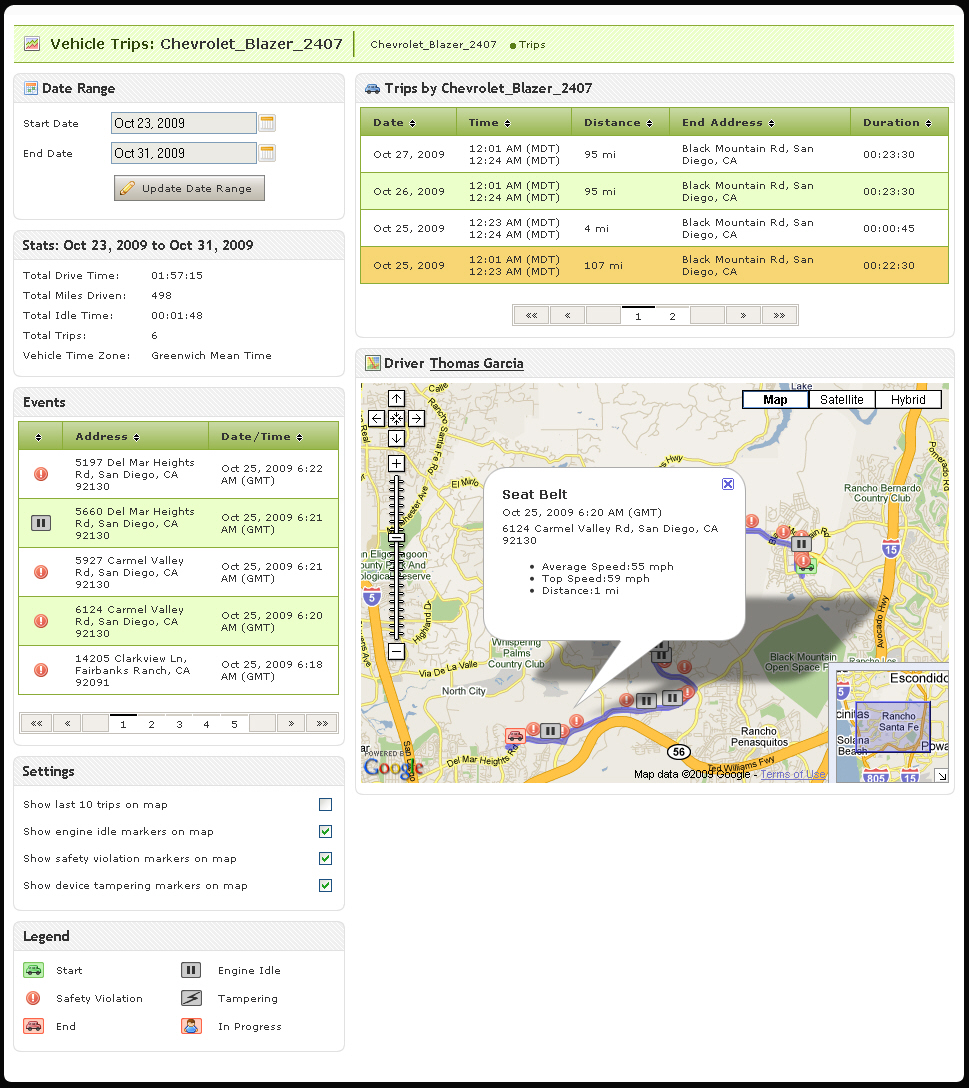 Vehicle Trips: Chevrolet_Blazer_2407
Chevrolet_Blazer_2407 Trips
Date Range
Start Date Oct 23, 2009
End Date Oct 31, 2009
Update Date Range
Stats: Oct 23, 2009 to Oct 31, 2009
Total Drive Time: 01:57:15
Total Miles Driven: 498
Total Idle Time: 00:01:48
Total Trips: 6
Vehicle Time Zone: Greenwich Mean Time
Events
Address Date/Time
5197 Del Mar Heights
Rd, San Diego, CA
92130
Oct 25, 2009 6:22
AM (GMT)
5660 Del Mar Heights
Rd, San Diego, CA
92130
Oct 25, 2009 6:21
AM (GMT)
5927 Carmel Valley
Rd, San Diego, CA
92130
Oct 25, 2009 6:21
AM (GMT)
6124 Carmel Valley
Rd, San Diego, CA
92130
Oct 25, 2009 6:20
AM (GMT)
14205 Clarkview Ln,
Fairbanks Ranch, CA
92091
Oct 25, 2009 6:18
AM (GMT)
<< < 1 2 3 4 5 > >>
Settings
Show last 10 trips on map
Show engine idle markers on map
Show safety violation markers on map
Show device tampering markers on map
Legend
Start Engine Idle
Safety Violation Tampering
End In Progress
Trips by Chevrolet_Blazer_2407
Date Time Distance End Address Duration
Oct 27, 2009
12:01 AM (MDT)
12:24 AM (MDT)
95 mi
Black Mountain Rd, San
Diego, CA
00:23:30
Oct 26, 2009
12:01 AM (MDT)
12:24 AM (MDT)
95 mi
Black Mountain Rd, San
Diego, CA
00:23:30
Oct 25, 2009
12:23 AM (MDT)
12:24 AM (MDT)
4 mi
Black Mountain Rd, San
Diego, CA
00:00:45
Oct 25, 2009
12:01 AM (MDT)
12:23 AM (MDT)
107 mi
Black Mountain Rd, San
Diego, CA
00:22:30
« ‹ 1 2 › »
Driver Thomas Garcia
Map Satellite Hybrid
Lake
Calle
Rancho Santa Fe Rd
El Mirlo
s Hwy
Seat Belt
Oct 25, 2009 6:20 AM (GMT)
6124 Carmel Valley Rd, San Diego, CA
92130
Average Speed:55 mph
Top Speed:59 mph
Distance:1 mi
Rancho Bernardo
Country Club
15
5
Highland Dr
Avocado Hwy
Whispering
Palms
Country Club
Via De La Valle
North City
Black Mountain
Open Space
Rancho
Penasquitos
56
Del Mar Heights Rd
Ted Williams Fwy
POWERED BY
Google
Map data ©2009 Google - Terms of Use
Escondido
5
Rancho
Santa Fe
Solana
Beach
805 15